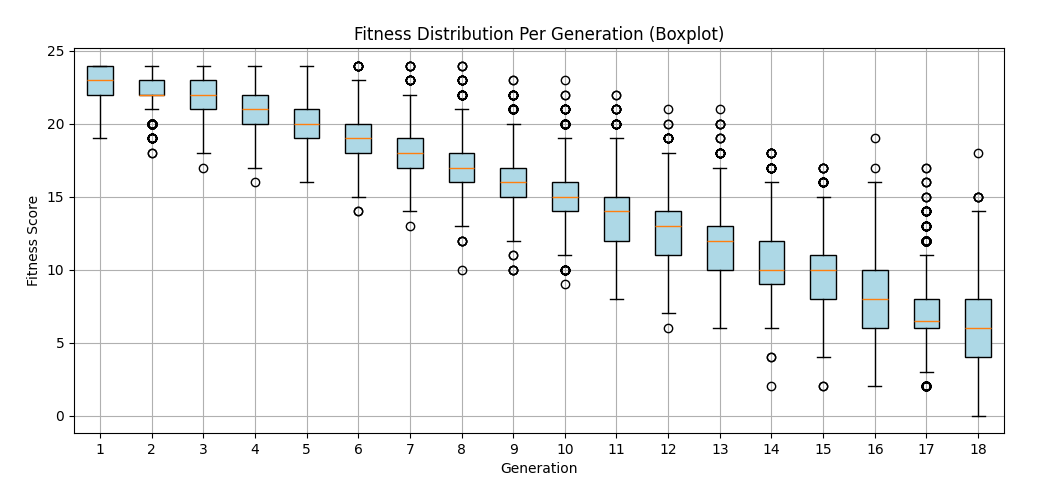 Fitness Distribution Per Generation (Boxplot)
Fitness Score
25
20
15
10
5
0
1 2 3 4 5 6 7 8 9 10 11 12 13 14 15 16 17 18
Generation